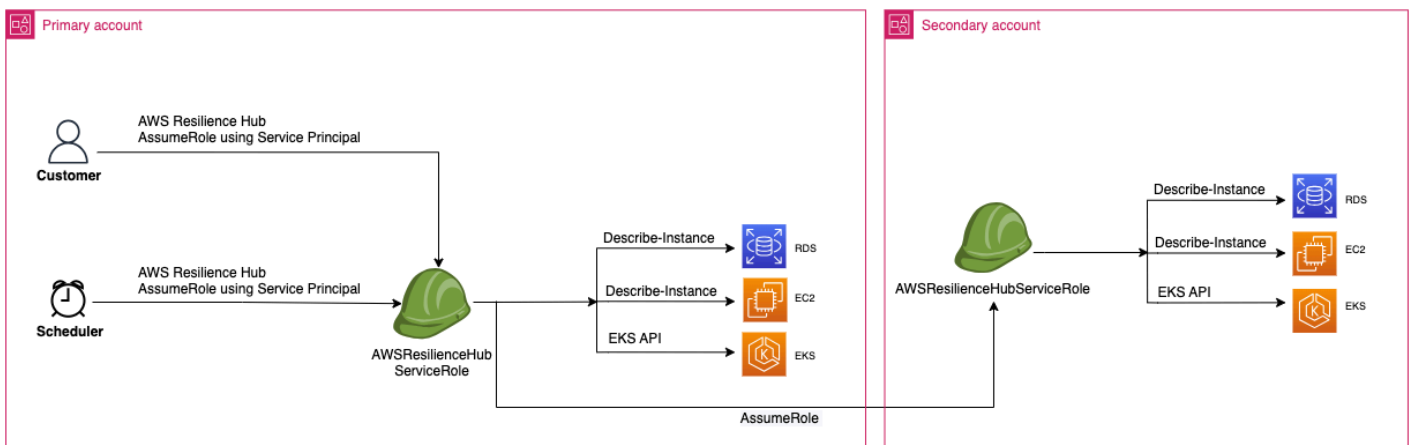 Primary account
AWS Resilience Hub
AssumeRole using Service Principal
Customer
AWS Resilience Hub
AssumeRole using Service Principal
Scheduler
AWSResilienceHub
ServiceRole
Describe-Instance
RDS
Describe-Instance
EC2
EKS API
EKS
AssumeRole
Secondary account
AWSResilienceHubServiceRole
Describe-Instance
RDS
Describe-Instance
EC2
EKS API
EKS